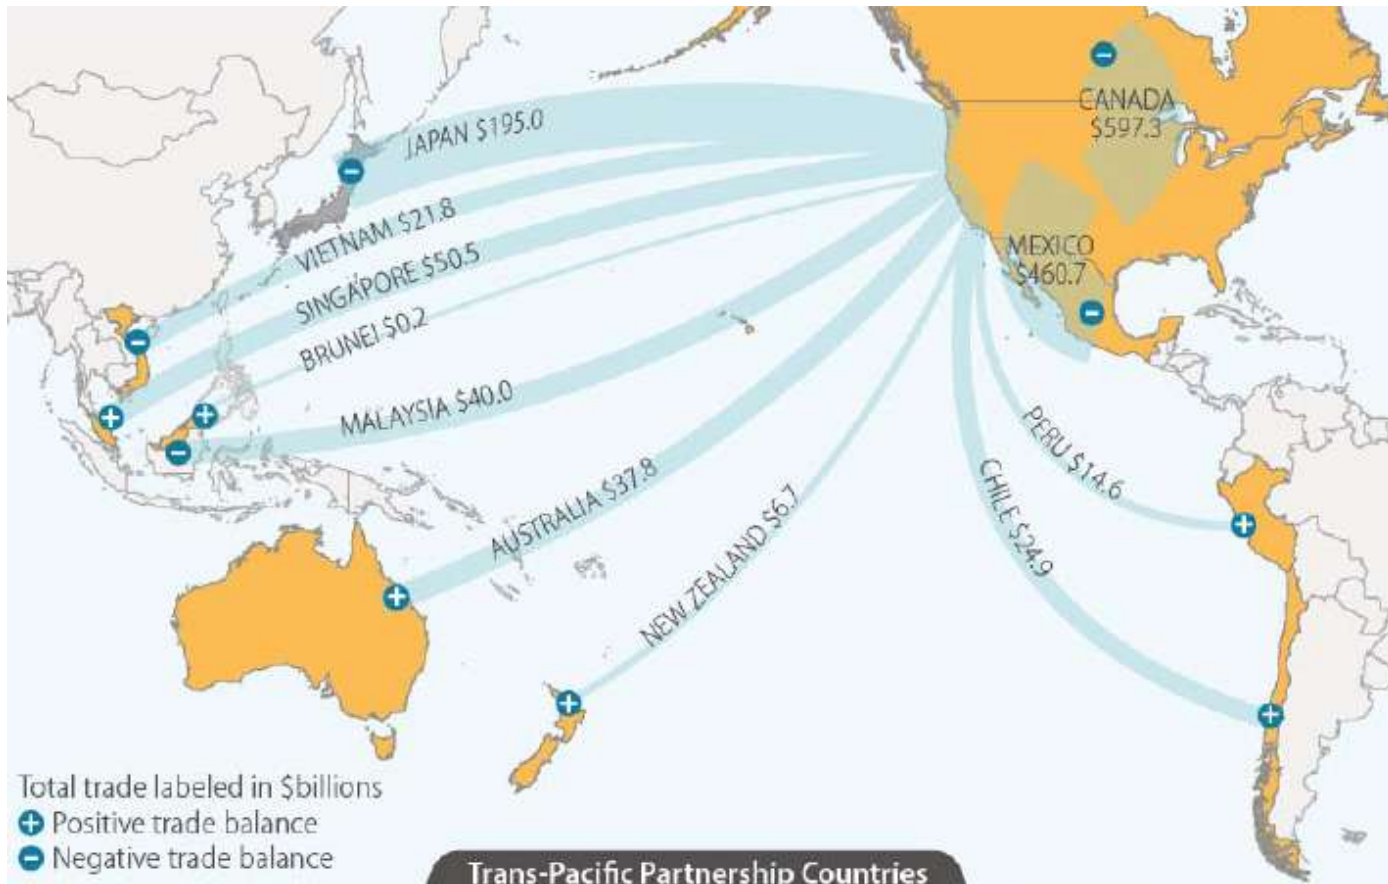 CANADA
$597.3
JAPAN $195.0
VIETNAM $21.8
SINGAPORE $50.5
BRUNEI $0.2
MEXICO
$460.7
MALAYSIA $40.0
AUSTRALIA $37.8
NEW ZEALAND $6.7
CHILE $24.9
PERU $14.6
Total trade labeled in $billions
+ Positive trade balance
- Negative trade balance
Trans-Pacific Partnership Countries